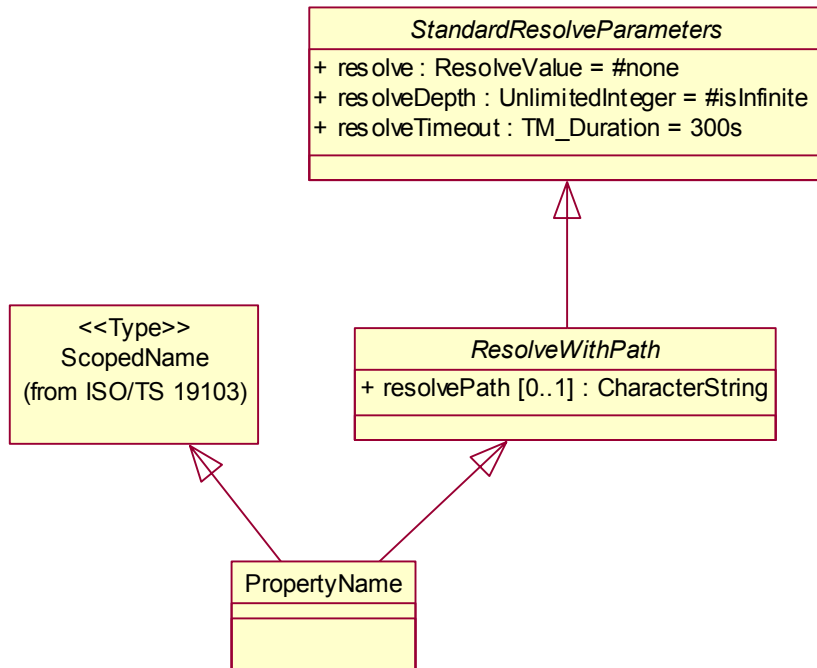 StandardResolveParameters
+ resolve : ResolveValue = #none
+ resolveDepth : UnlimitedInteger = #isInfinite
+ resolveTimeout : TM_Duration = 300s
<<Type>>
ScopedName
(from ISO/TS 19103)
ResolveWithPath
+ resolvePath [0..1] : CharacterString
PropertyName